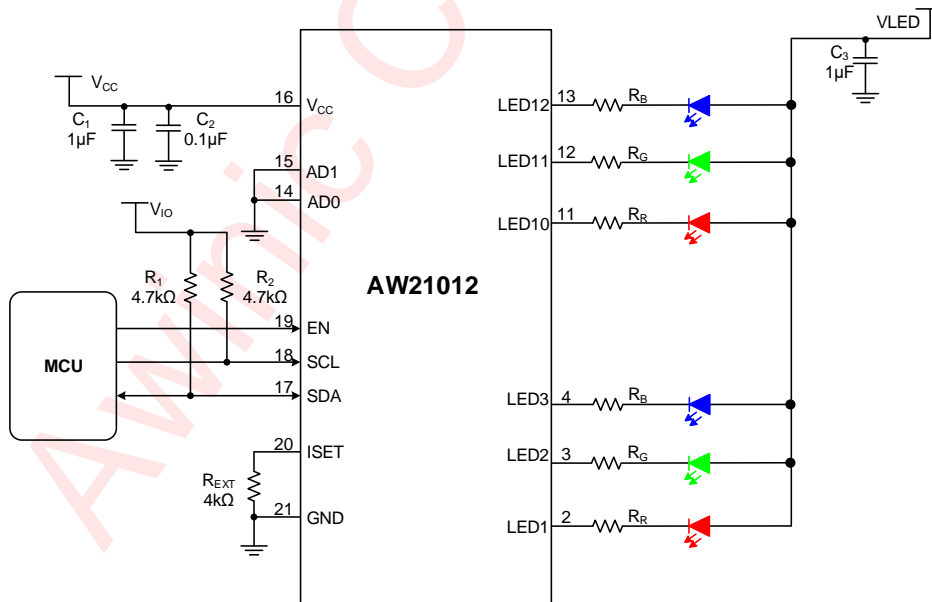 VLED
C3
1µF
VCC
C1
1µF
C2
0.1µF
16
VCC
15
AD1
14
AD0
VIO
R1
4.7kΩ
R2
4.7kΩ
MCU
19
EN
18
SCL
17
SDA
20
ISET
REXT
4kΩ
21
GND
AW21012
LED12
13
RB
LED11
12
RG
LED10
11
RR
LED3
4
RB
LED2
3
RG
LED1
2
RR
Awinic C